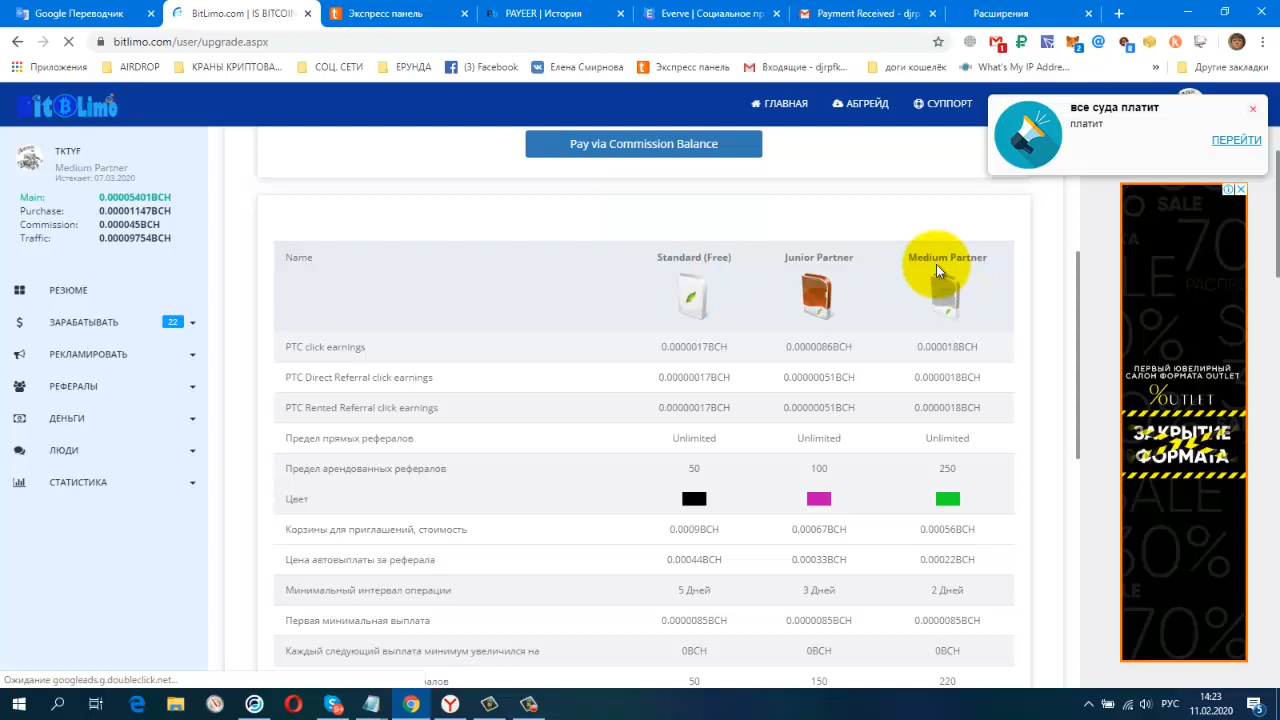 Google Переводчик
BitLimo.com | IS BITCOIN
Экспресс панель
PAYEER | История
Everve | Социальное пр
Payment Received - djrp
Расширения
bitlimo.com/user/upgrade.aspx
Приложения
AIRDROP
КРАНЫ КРИПТОВА...
СОЦ. СЕТИ
ЕРУНДА
(3) Facebook
Елена Смирнова
Экспресс панель
Входящие - djrpfk...
доги кошелёк
What's My IP Addre...
»
Другие закладки
BitLimo
ГЛАВНАЯ
АБГРЕЙД
СУППОРТ
все суда платит
платит
ПЕРЕЙТИ
TKTYF
Medium Partner
Истекает: 07.03.2020
Main: 0.00005401BCH
Purchase: 0.00001147BCH
Commission: 0.000045BCH
Traffic: 0.00009754BCH
РЕЗЮМЕ
ЗАРАБАТЫВАТЬ 22
РЕКЛАМИРОВАТЬ
РЕФЕРАЛЫ
ДЕНЬГИ
ЛЮДИ
СТАТИСТИКА
Pay via Commission Balance
Name Standard (Free) Junior Partner Medium Partner
PTC click earnings 0.0000017BCH 0.0000086BCH 0.000018BCH
PTC Direct Referral click earnings 0.00000017BCH 0.00000051BCH 0.0000018BCH
PTC Rented Referral click earnings 0.00000017BCH 0.00000051BCH 0.0000018BCH
Предел прямых рефералов Unlimited Unlimited Unlimited
Предел арендованных рефералов 50 100 250
Цвет
Корзины для приглашений, стоимость 0.0009BCH 0.00067BCH 0.00056BCH
Цена автовыплаты за реферала 0.00044BCH 0.00033BCH 0.00022BCH
Минимальный интервал операции 5 Дней 3 Дней 2 Дней
Первая минимальная выплата 0.0000085BCH 0.0000085BCH 0.0000085BCH
Каждый следующий выплата минимум увеличился на 0BCH 0BCH 0BCH
алов 50 150 220
SALE
70
SALE
ПЕРВЫЙ ЮВЕЛИРНЫЙ
САЛОН ФОРМАТА OUTLET
%OUTLET
ЗАКРЫТИЕ
ФОРМАТА
30%
SALE
70%
Ожидание googleads.g.doubleclick.net...
РУС
14:23
11.02.2020
5